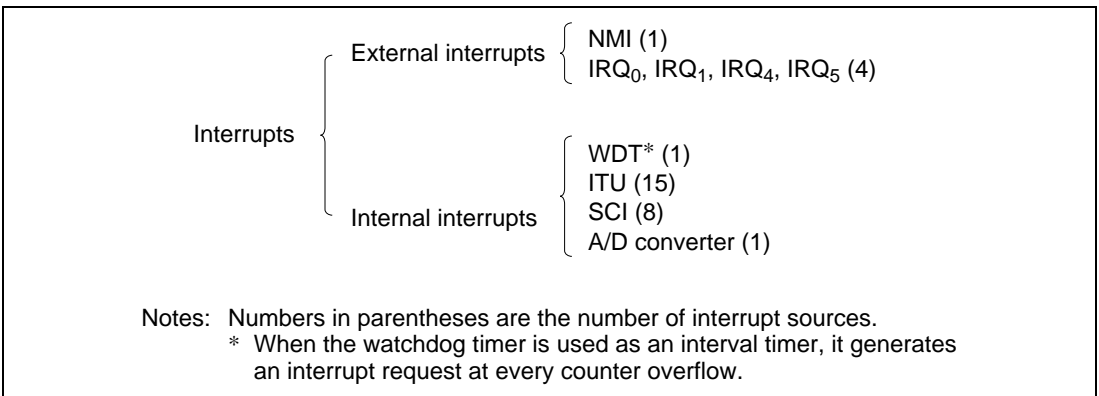 External interrupts
NMI (1)
IRQ₀, IRQ₁, IRQ₄, IRQ₅ (4)
Interrupts
Internal interrupts
WDT* (1)
ITU (15)
SCI (8)
A/D converter (1)
Notes: Numbers in parentheses are the number of interrupt sources.
* When the watchdog timer is used as an interval timer, it generates
an interrupt request at every counter overflow.